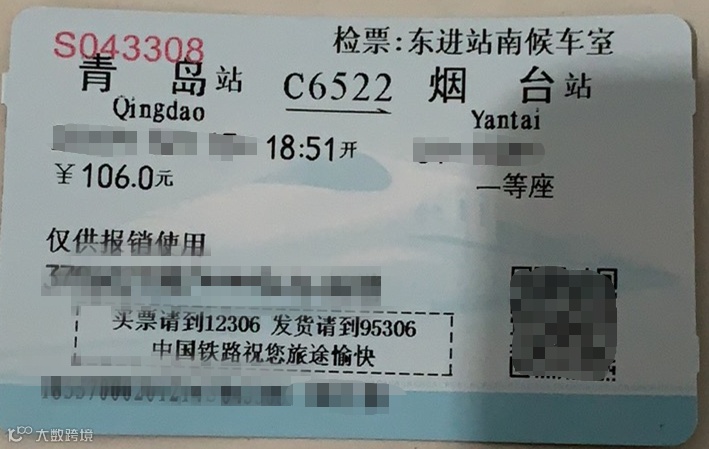 S043308
检票:东进站南候车室
青岛站 C6522 烟台站
Qingdao Yantai
18:51开
￥106.0元 一等座
仅供报销使用
买票请到12306 发货请到95306
中国铁路祝您旅途愉快
大数跨境